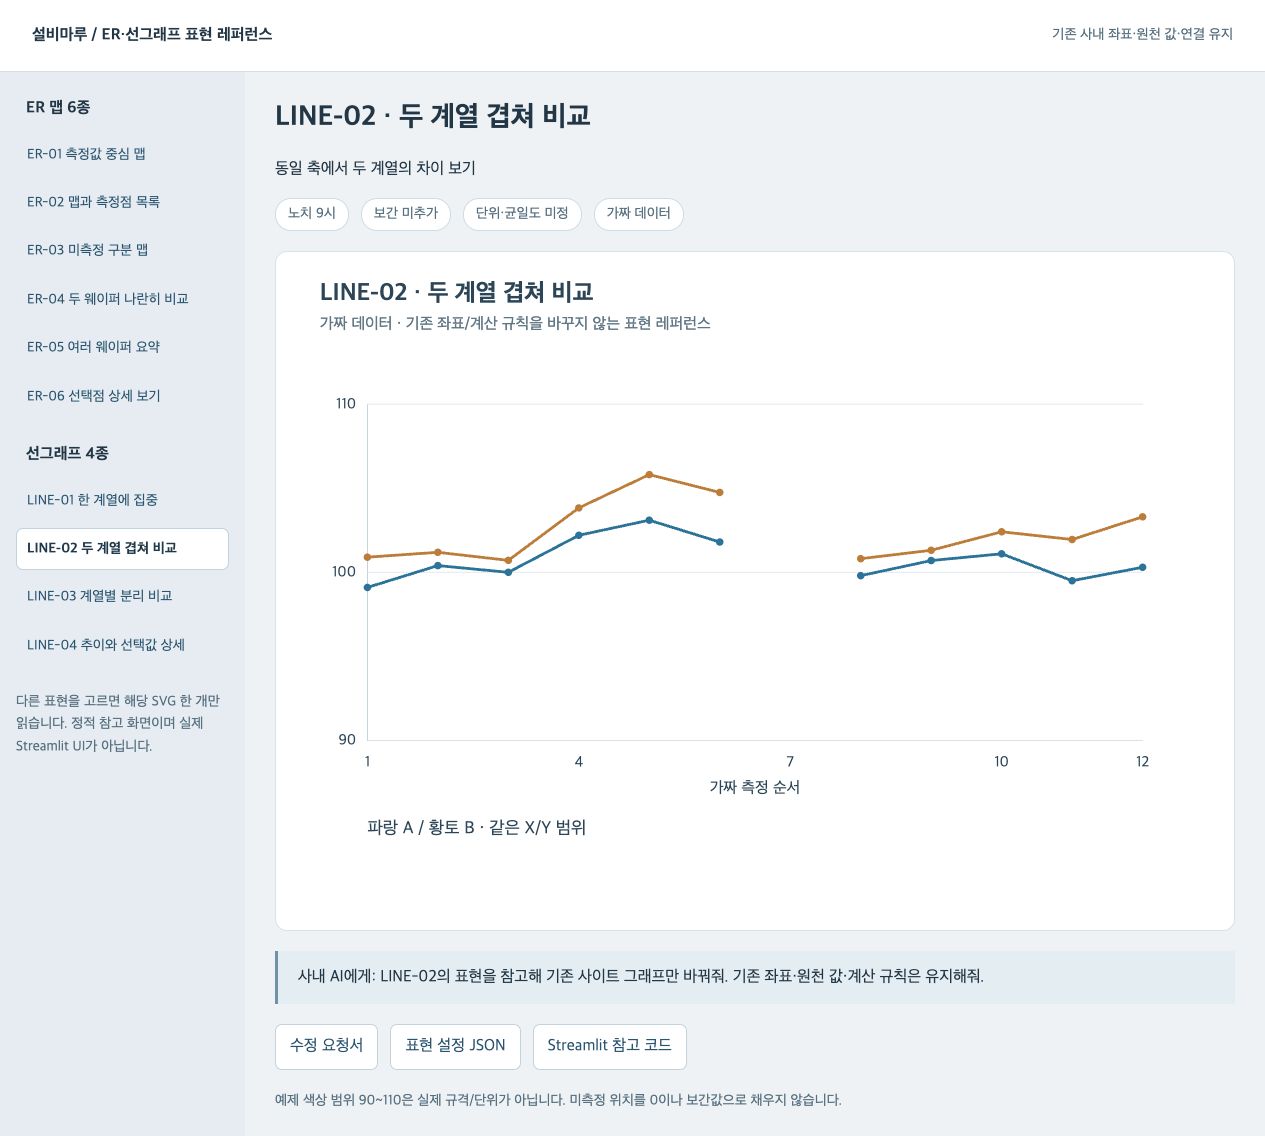 설비마루 / ER·선그래프 표현 레퍼런스
기존 사내 좌표·원천 값·연결 유지
ER 맵 6종
ER-01 측정값 중심 맵
ER-02 맵과 측정점 목록
ER-03 미측정 구분 맵
ER-04 두 웨이퍼 나란히 비교
ER-05 여러 웨이퍼 요약
ER-06 선택점 상세 보기
선그래프 4종
LINE-01 한 계열에 집중
LINE-02 두 계열 겹쳐 비교
LINE-03 계열별 분리 비교
LINE-04 추이와 선택값 상세
다른 표현을 고르면 해당 SVG 한 개만
읽습니다. 정적 참고 화면이며 실제
Streamlit UI가 아닙니다.
LINE-02 · 두 계열 겹쳐 비교
동일 축에서 두 계열의 차이 보기
노치 9시
보간 미추가
단위·균일도 미정
가짜 데이터
LINE-02 · 두 계열 겹쳐 비교
가짜 데이터 · 기존 좌표/계산 규칙을 바꾸지 않는 표현 레퍼런스
110
100
90
1 4 7 10 12
가짜 측정 순서
파랑 A / 황토 B · 같은 X/Y 범위
사내 AI에게: LINE-02의 표현을 참고해 기존 사이트 그래프만 바꿔줘. 기존 좌표·원천 값·계산 규칙은 유지해줘.
수정 요청서
표현 설정 JSON
Streamlit 참고 코드
예제 색상 범위 90~110은 실제 규격/단위가 아닙니다. 미측정 위치를 0이나 보간값으로 채우지 않습니다.